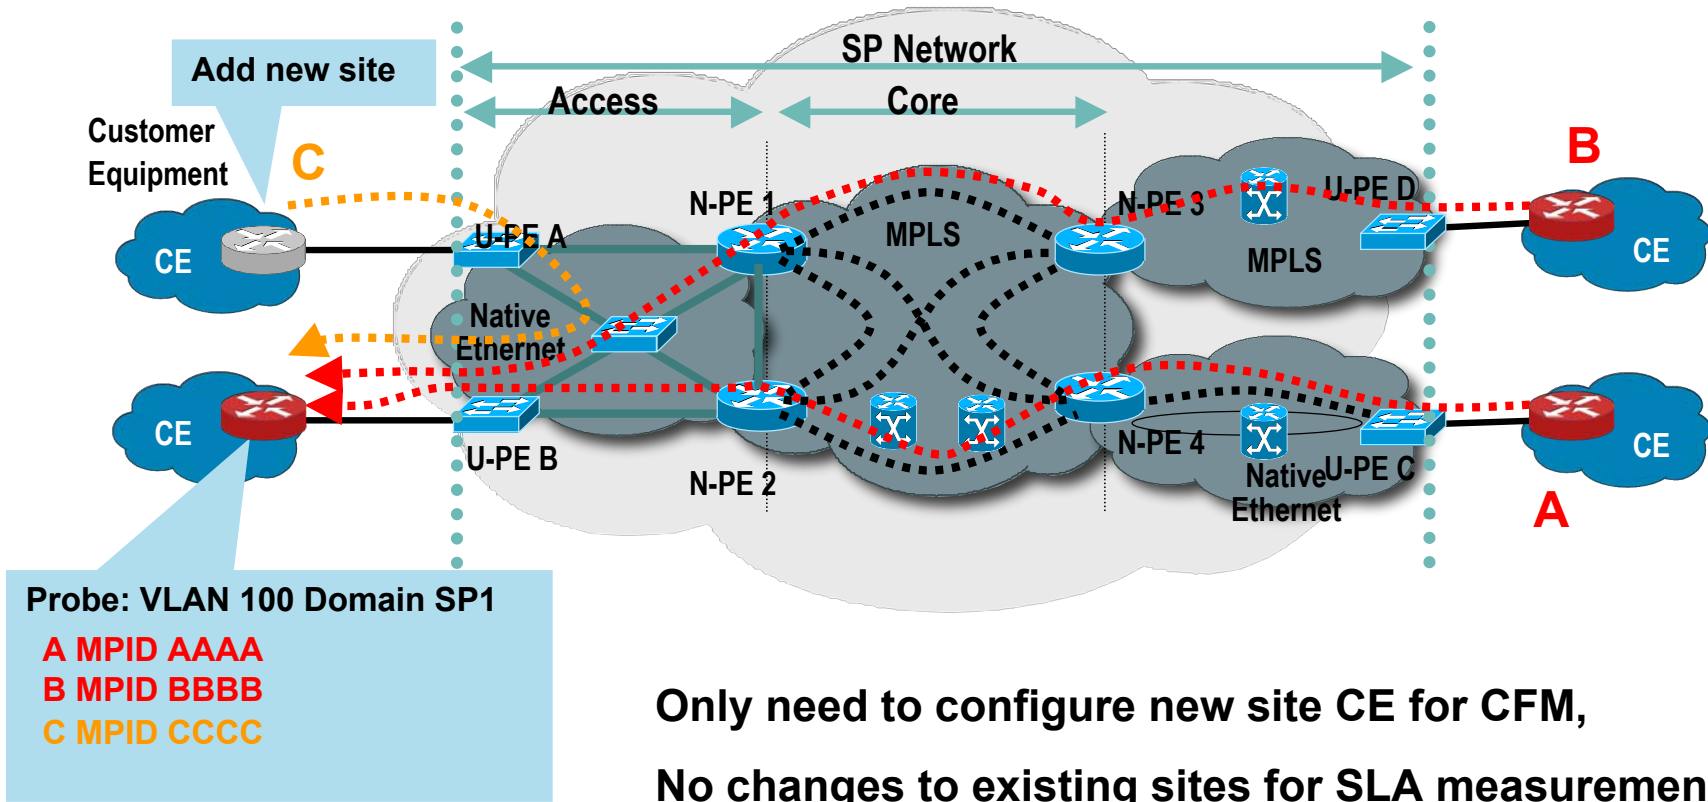 SP Network
Add new site
Access
Core
Customer
Equipment
C
B
N-PE 1
N-PE 3
U-PE D
U-PE A
MPLS
MPLS
CE
CE
Native
Ethernet
CE
CE
U-PE B
N-PE 2
N-PE 4
U-PE C
Native
Ethernet
A
Probe: VLAN 100 Domain SP1
A MPID AAAA
B MPID BBBB
C MPID CCCC
Only need to configure new site CE for CFM,
No changes to existing sites for SLA measuremen